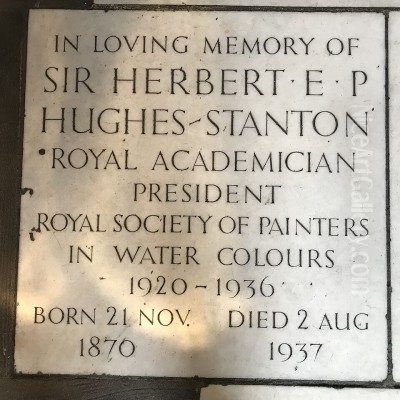 IN LOVING MEMORY OF
SIR HERBERT · E · P
HUGHES-STANTON
ROYAL ACADEMICIAN
PRESIDENT
ROYAL SOCIETY OF PAINTERS
IN WATER COLOURS
1920 - 1936
BORN 21 NOV. DIED 2 AUG
1870 1937